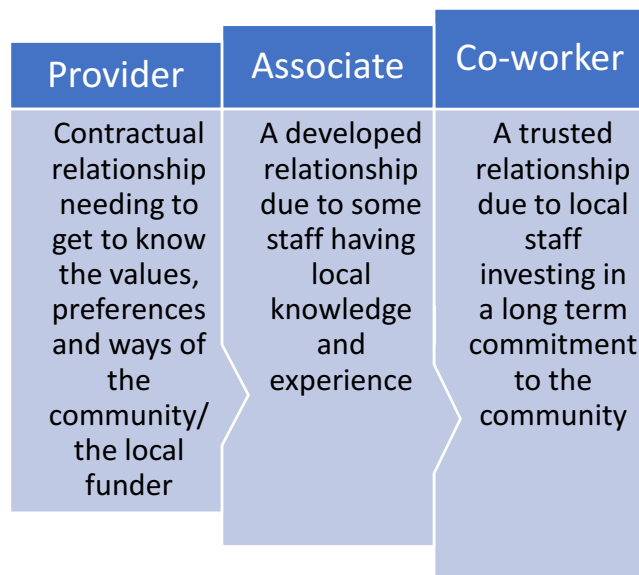 Provider
Contractual
relationship
needing to
get to know
the values,
preferences
and ways of
the
community/
the local
funder
Associate
A developed
relationship
due to some
staff having
local
knowledge
and
experience
Co-worker
A trusted
relationship
due to local
staff
investing in
a long term
commitment
to the
community